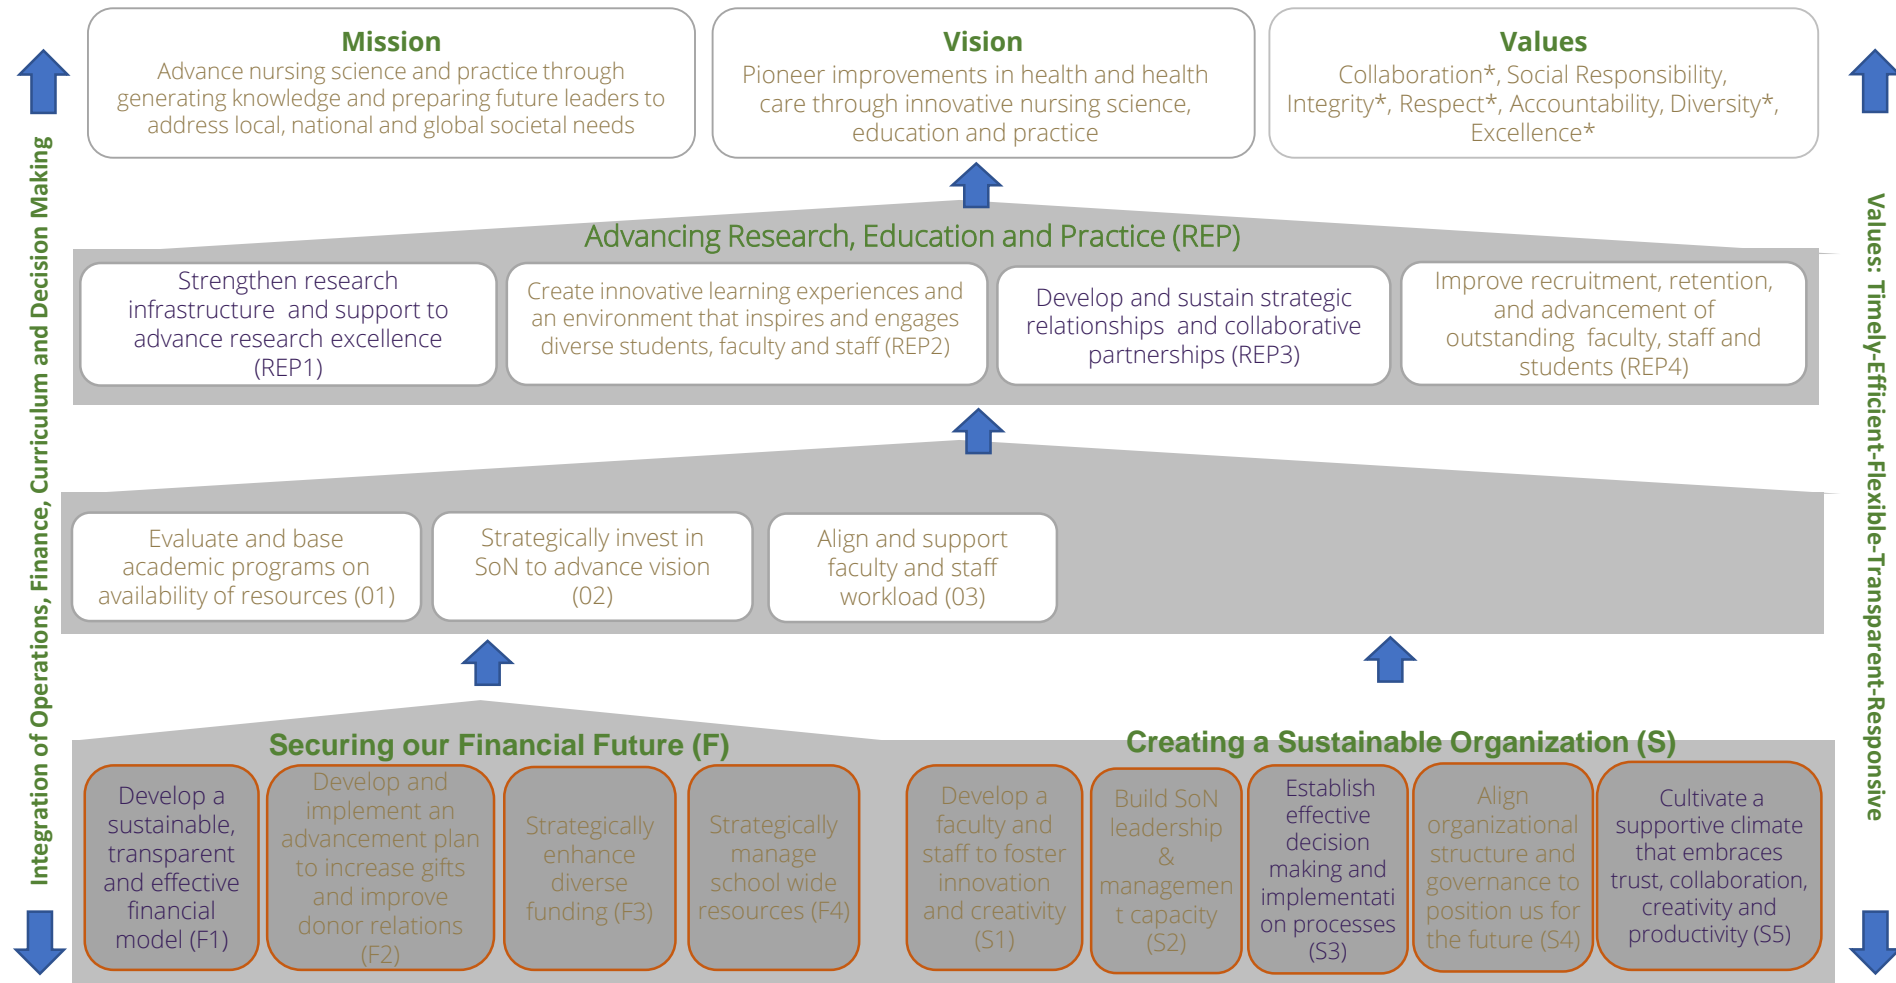 Mission
Advance nursing science and practice through
generating knowledge and preparing future leaders to
address local, national and global societal needs
Vision
Pioneer improvements in health and health
care through innovative nursing science,
education and practice
Values
Collaboration*, Social Responsibility,
Integrity*, Respect*, Accountability, Diversity*,
Excellence*
Integration of Operations, Finance, Curriculum and Decision Making
Values: Timely-Efficient-Flexible-Transparent-Responsive
Advancing Research, Education and Practice (REP)
Strengthen research
infrastructure and support to
advance research excellence
(REP1)
Create innovative learning experiences and
an environment that inspires and engages
diverse students, faculty and staff (REP2)
Develop and sustain strategic
relationships and collaborative
partnerships (REP3)
Improve recruitment, retention,
and advancement of
outstanding faculty, staff and
students (REP4)
Evaluate and base
academic programs on
availability of resources (01)
Strategically invest in
SoN to advance vision
(02)
Align and support
faculty and staff
workload (03)
Securing our Financial Future (F)
Develop a
sustainable,
transparent
and effective
financial
model (F1)
Develop and
implement an
advancement plan
to increase gifts
and improve
donor relations
(F2)
Strategically
enhance
diverse
funding (F3)
Strategically
manage
school wide
resources (F4)
Creating a Sustainable Organization (S)
Develop a
faculty and
staff to foster
innovation
and creativity
(S1)
Build SoN
leadership
&
managemen
t capacity
(S2)
Establish
effective
decision
making and
implementati
on processes
(S3)
Align
organizational
structure and
governance to
position us for
the future (S4)
Cultivate a
supportive climate
that embraces
trust, collaboration,
creativity and
productivity (S5)